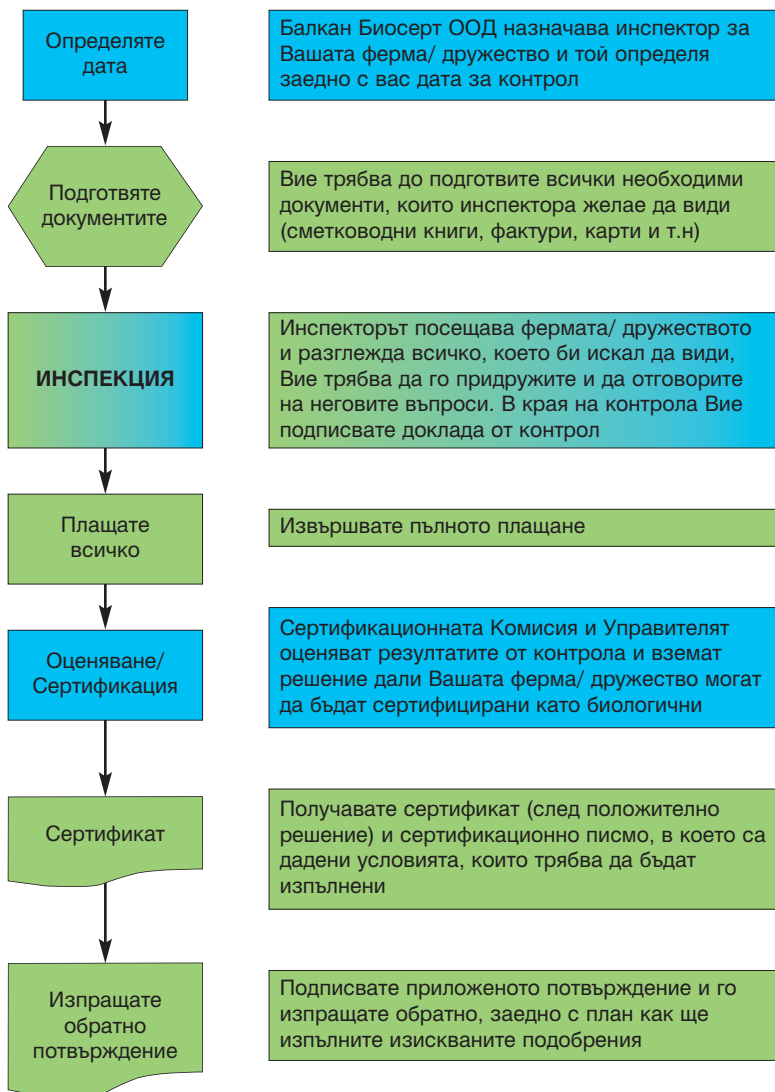 Определяте
дата
Балкан Биосерт ООД назначава инспектор за
Вашата ферма/ дружество и той определя
заедно с вас дата за контрол
Подготвяте
документите
Вие трябва до подготвите всички необходими
документи, които инспектора желае да види
(сметководни книги, фактури, карти и т.н)
ИНСПЕКЦИЯ
Инспекторът посещава фермата/ дружеството
и разглежда всичко, което би искал да види,
Вие трябва да го придружите и да отговорите
на неговите въпроси. В края на контрола Вие
подписвате доклада от контрол
Плащате
всичко
Извършвате пълното плащане
Оценяване/
Сертификация
Сертификационната Комисия и Управителят
оценяват резултатите от контрола и вземат
решение дали Вашата ферма/ дружество могат
да бъдат сертифицирани като биологични
Сертификат
Получавате сертификат (след положително
решение) и сертификационно писмо, в което са
дадени условията, които трябва да бъдат
изпълнени
Изпращате
обратно
потвърждение
Подписвате приложеното потвърждение и го
изпращате обратно, заедно с план как ще
изпълните изискваните подобрения